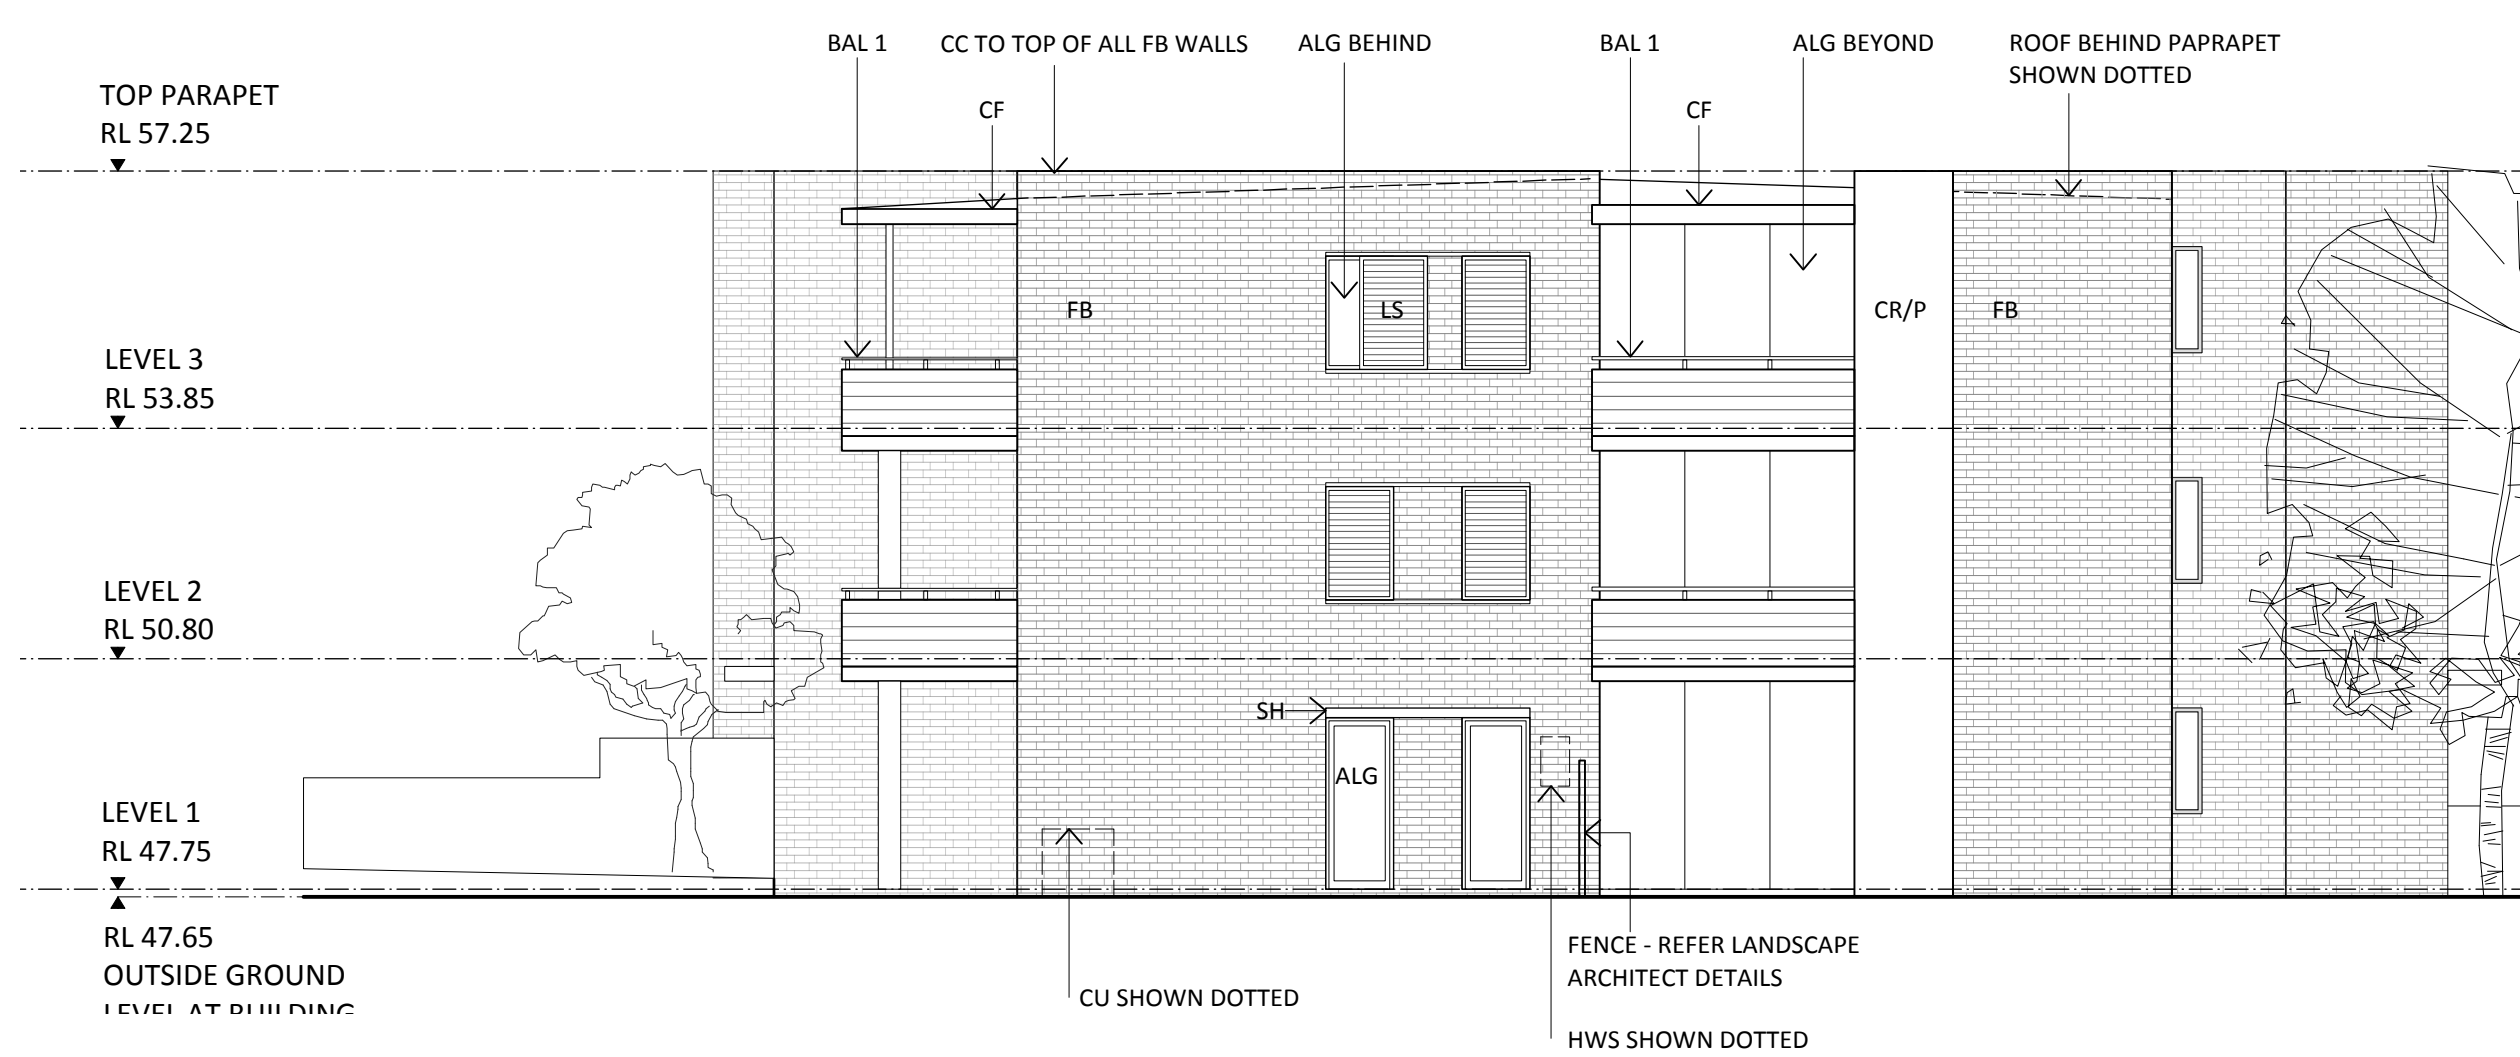 BAL 1
CC TO TOP OF ALL FB WALLS
ALG BEHIND
BAL 1
ALG BEYOND
ROOF BEHIND PAPRAPET
SHOWN DOTTED
TOP PARAPET
RL 57.25
CF
CF
FB
LS
CR/P
FB
LEVEL 3
RL 53.85
LEVEL 2
RL 50.80
SH
ALG
LEVEL 1
RL 47.75
RL 47.65
OUTSIDE GROUND
LEVEL AT BUILDING
FENCE - REFER LANDSCAPE
ARCHITECT DETAILS
CU SHOWN DOTTED
HWS SHOWN DOTTED